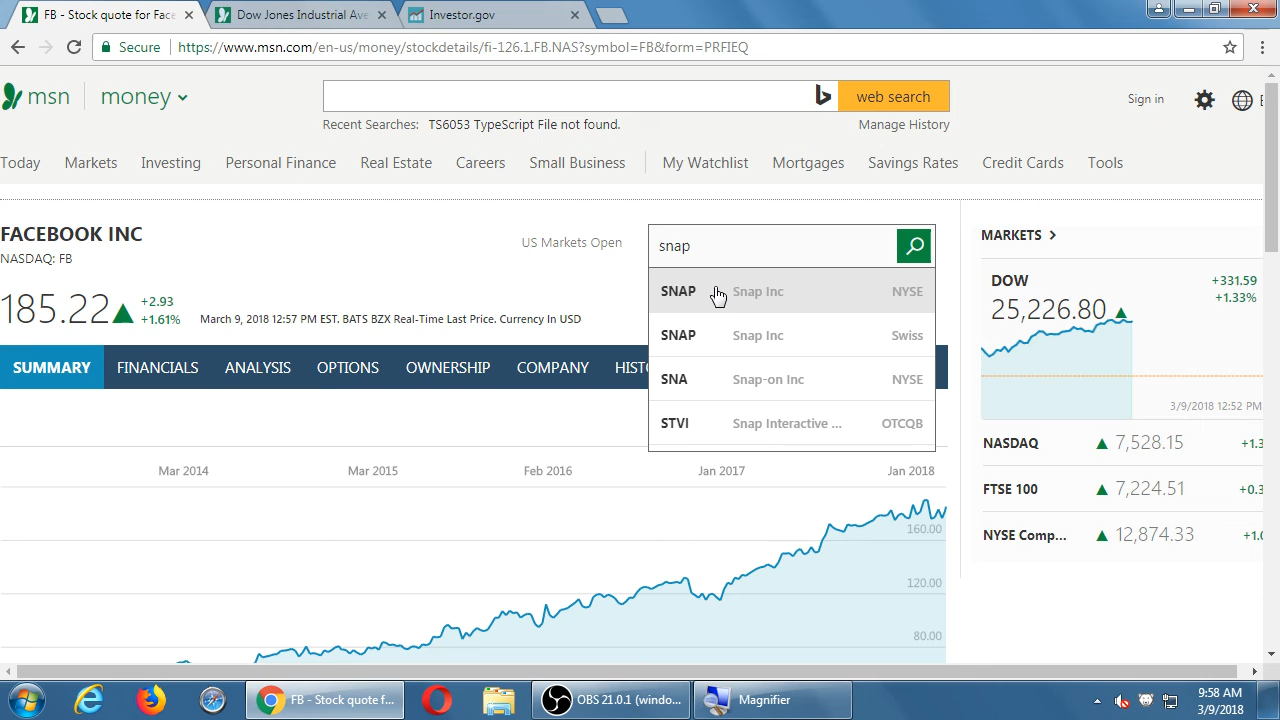 FB - Stock quote for Face
Dow Jones Industrial Ave
Investor.gov
Secure
https://www.msn.com/en-us/money/stockdetails/fi-126.1.FB.NAS?symbol=FB&form=PRFIEQ
msn
money
web search
Sign in
E
Recent Searches: TS6053 TypeScript File not found.
Manage History
Today Markets Investing Personal Finance Real Estate Careers Small Business My Watchlist Mortgages Savings Rates Credit Cards Tools
FACEBOOK INC
NASDAQ: FB
US Markets Open
snap
MARKETS
185.22
+2.93
+1.61%
March 9, 2018 12:57 PM EST. BATS BZX Real-Time Last Price. Currency In USD
SNAP Snap Inc NYSE
SNAP Snap Inc Swiss
SNA Snap-on Inc NYSE
STVI Snap Interactive ... OTCQB
DOW
25,226.80
+331.59
+1.33%
3/9/2018 12:52 PM
SUMMARY FINANCIALS ANALYSIS OPTIONS OWNERSHIP COMPANY HIST
NASDAQ 7,528.15 +1.3
FTSE 100 7,224.51 +0.3
NYSE Comp... 12,874.33 +1.0
Mar 2014 Mar 2015 Feb 2016 Jan 2017 Jan 2018
160.00
120.00
80.00
FB - Stock quote f...
OBS 21.0.1 (windo...
Magnifier
9:58 AM
3/9/2018